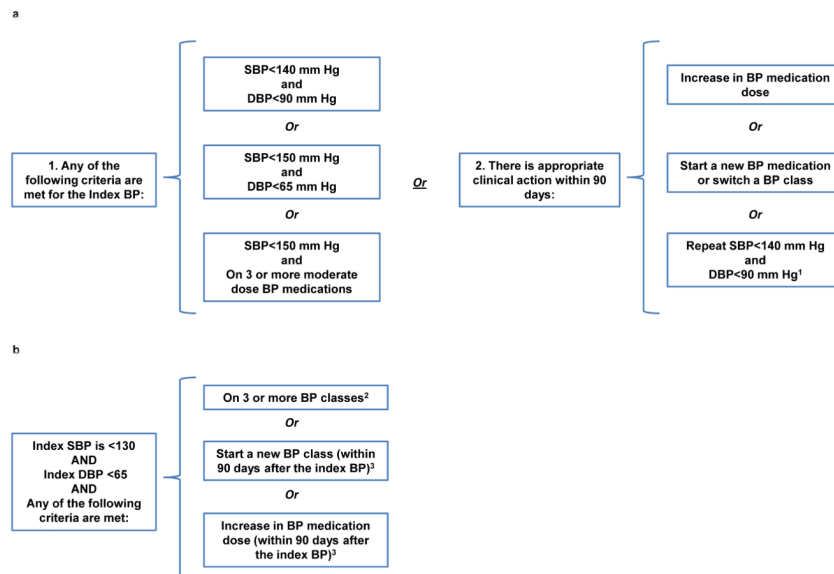 a
1. Any of the
following criteria are
met for the Index BP:
SBP<140 mm Hg
and
DBP<90 mm Hg
Or
SBP<150 mm Hg
and
DBP<65 mm Hg
Or
SBP<150 mm Hg
and
On 3 or more moderate
dose BP medications
Or
2. There is appropriate
clinical action within 90
days:
Increase in BP medication
dose
Or
Start a new BP medication
or switch a BP class
Or
Repeat SBP<140 mm Hg
and
DBP<90 mm Hg¹
b
Index SBP is <130
AND
Index DBP <65
AND
Any of the following
criteria are met:
On 3 or more BP classes²
Or
Start a new BP class (within
90 days after the index BP)³
Or
Increase in BP medication
dose (within 90 days after
the index BP)³